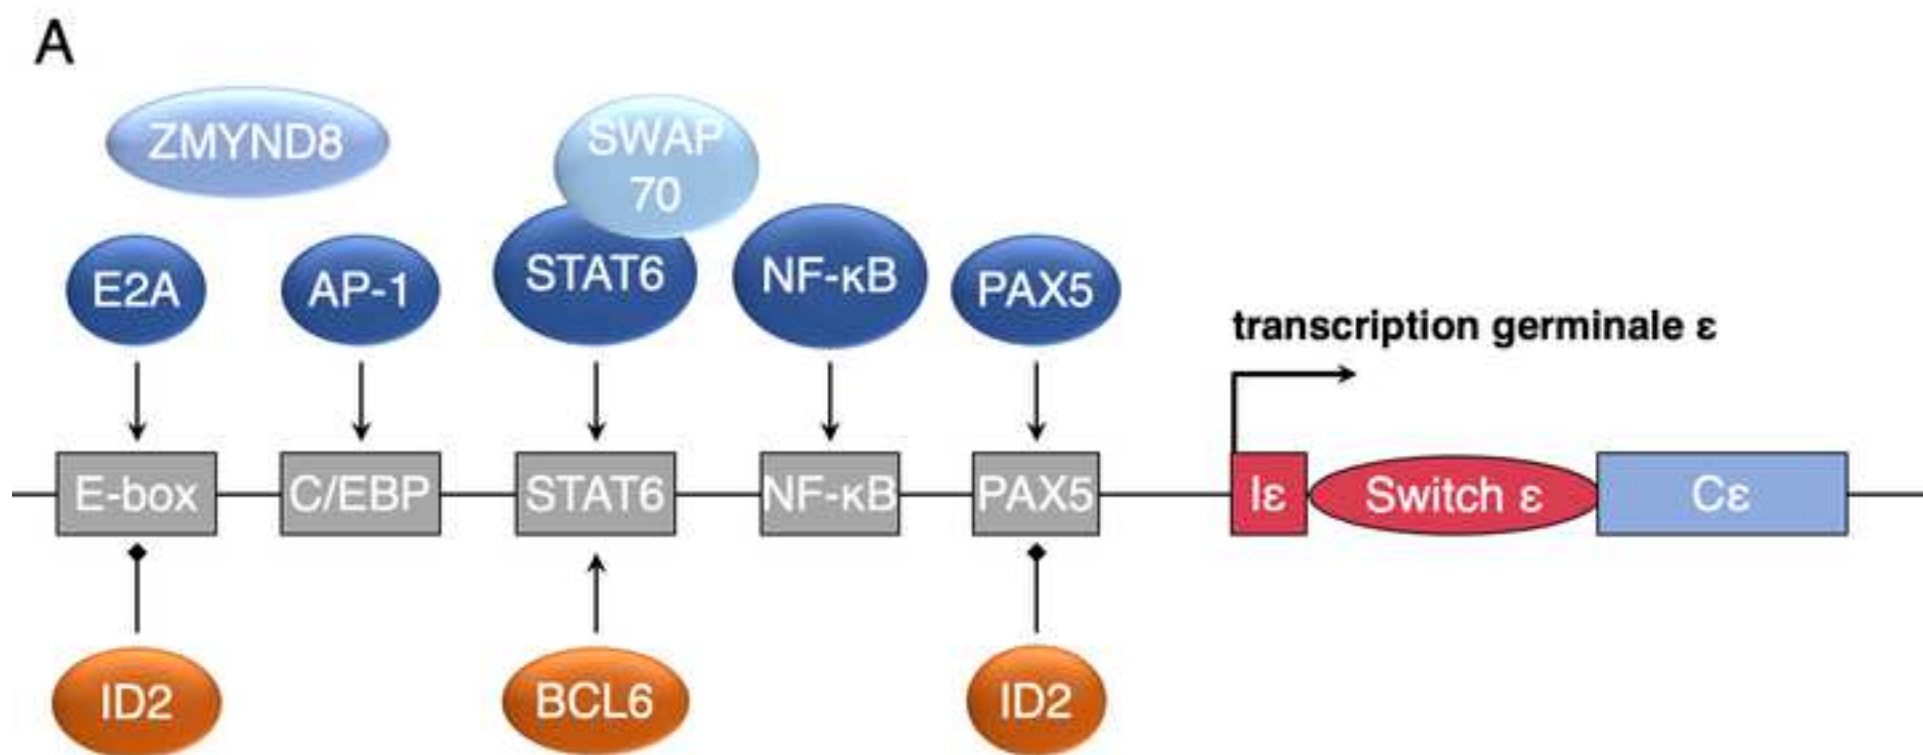 A
ZMYND8
SWAP
70
E2A
AP-1
STAT6
NF-κB
PAX5
transcription germinale ε
E-box
C/EBP
STAT6
NF-κB
PAX5
Iε
Switch ε
Cε
ID2
BCL6
ID2